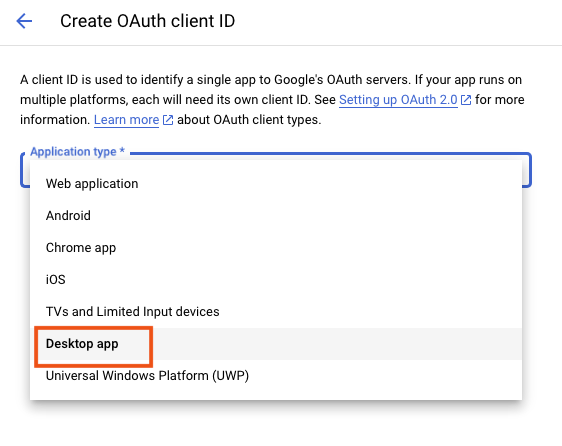 Create OAuth client ID
A client ID is used to identify a single app to Google's OAuth servers. If your app runs on
multiple platforms, each will need its own client ID. See Setting up OAuth 2.0 for more
information. Learn more about OAuth client types.
Application type *
Web application
Android
Chrome app
iOS
TVs and Limited Input devices
Desktop app
Universal Windows Platform (UWP)